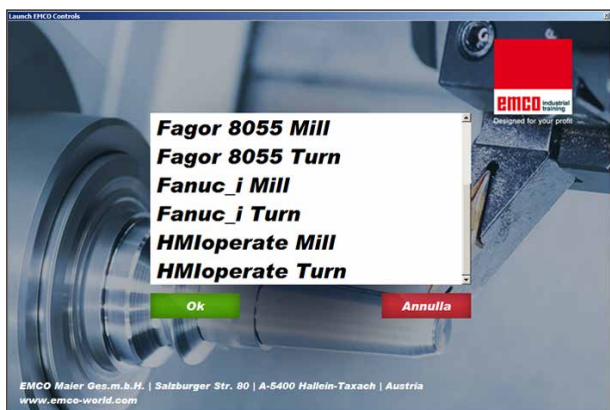 Launch EMCO Controls
emco industrial training
Designed for your profit
Fagor 8055 Mill
Fagor 8055 Turn
Fanuc_i Mill
Fanuc_i Turn
HMIoperate Mill
HMIoperate Turn
Ok
Annulla
EMCO Maier Ges.m.b.H. | Salzburger Str. 80 | A-5400 Hallein-Taxach | Austria
www.emco-world.com